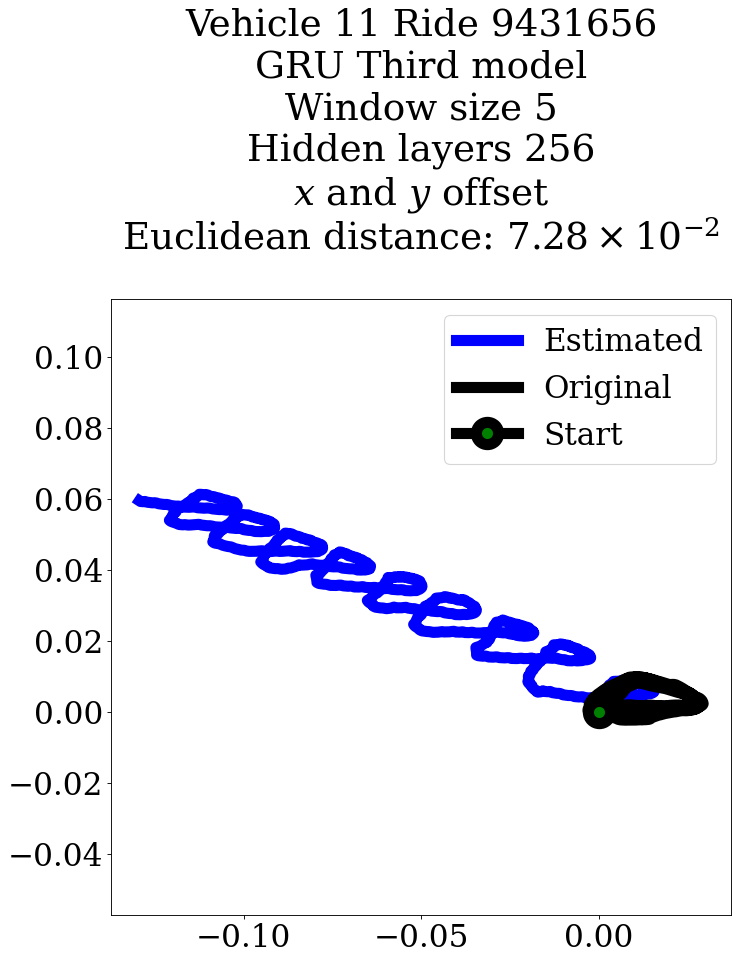 Vehicle 11 Ride 9431656
GRU Third model
Window size 5
Hidden layers 256
x and y offset
Euclidean distance: 7.28 × 10⁻²
Estimated
Original
Start
0.10
0.08
0.06
0.04
0.02
0.00
−0.02
−0.04
−0.10
−0.05
0.00